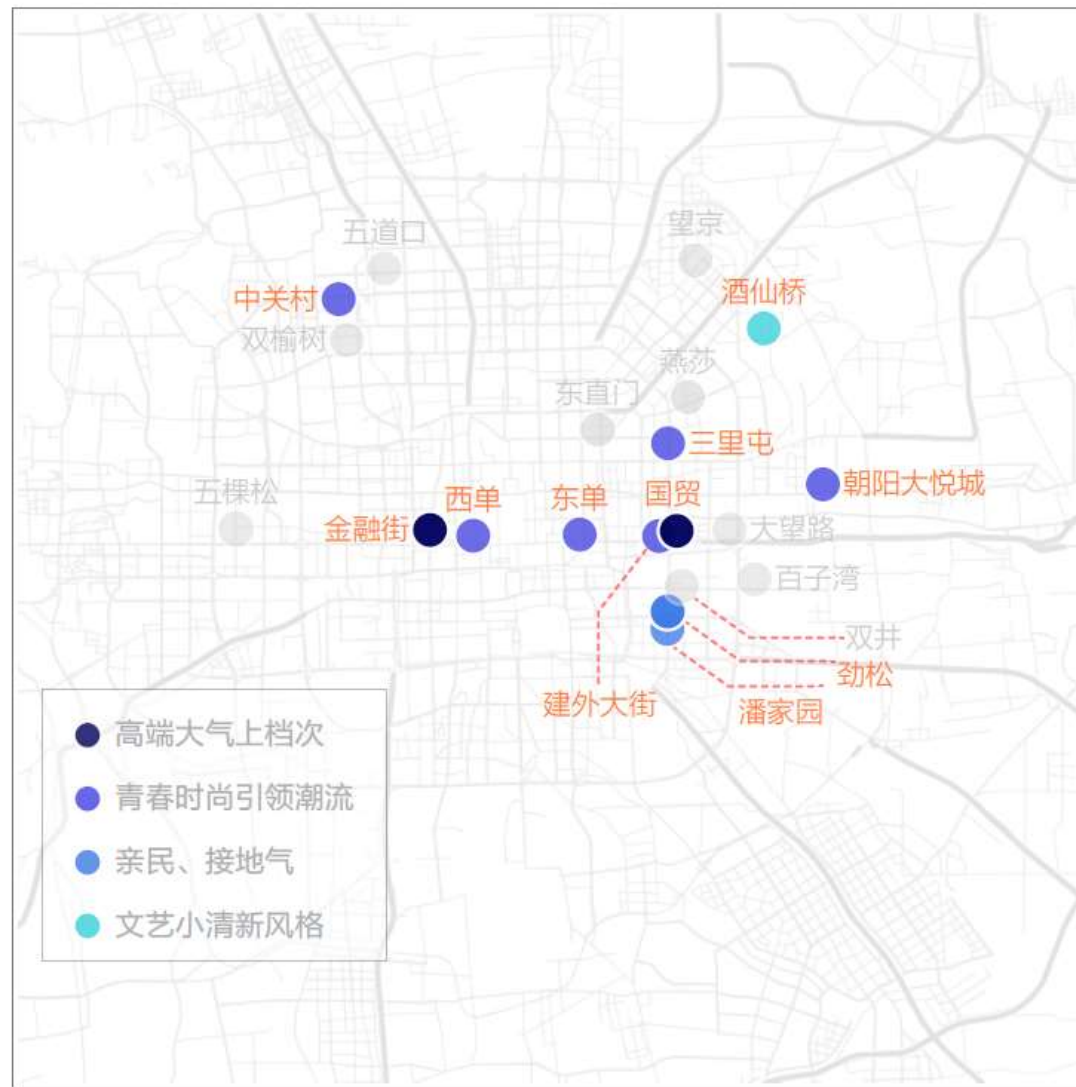 五道口
望京
中关村
酒仙桥
双榆树
燕莎
东直门
三里屯
朝阳大悦城
五棵松
西单
东单
国贸
金融街
大望路
百子湾
双井
劲松
建外大街
潘家园
高端大气上档次
青春时尚引领潮流
亲民、接地气
文艺小清新风格